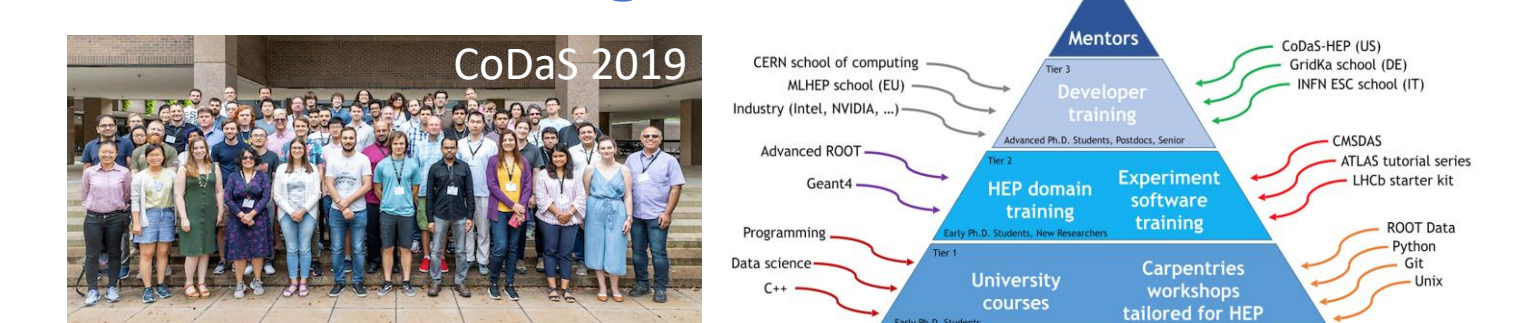 CoDaS 2019
Mentors
CERN school of computing
MLHEP school (EU)
Industry (Intel, NVIDIA, ...)
Tier 3
Developer
training
Advanced Ph.D. Students, Postdocs, Senior
CoDaS-HEP (US)
GridKa school (DE)
INFN ESC school (IT)
Advanced ROOT
Geant4
Tier 2
HEP domain
training
Early Ph.D. Students, New Researchers
Experiment
software
training
CMSDAS
ATLAS tutorial series
LHCb starter kit
Programming
Data science
C++
Tier 1
University
courses
Early Ph.D. Students
Carpentries
workshops
tailored for HEP
ROOT Data
Python
Git
Unix